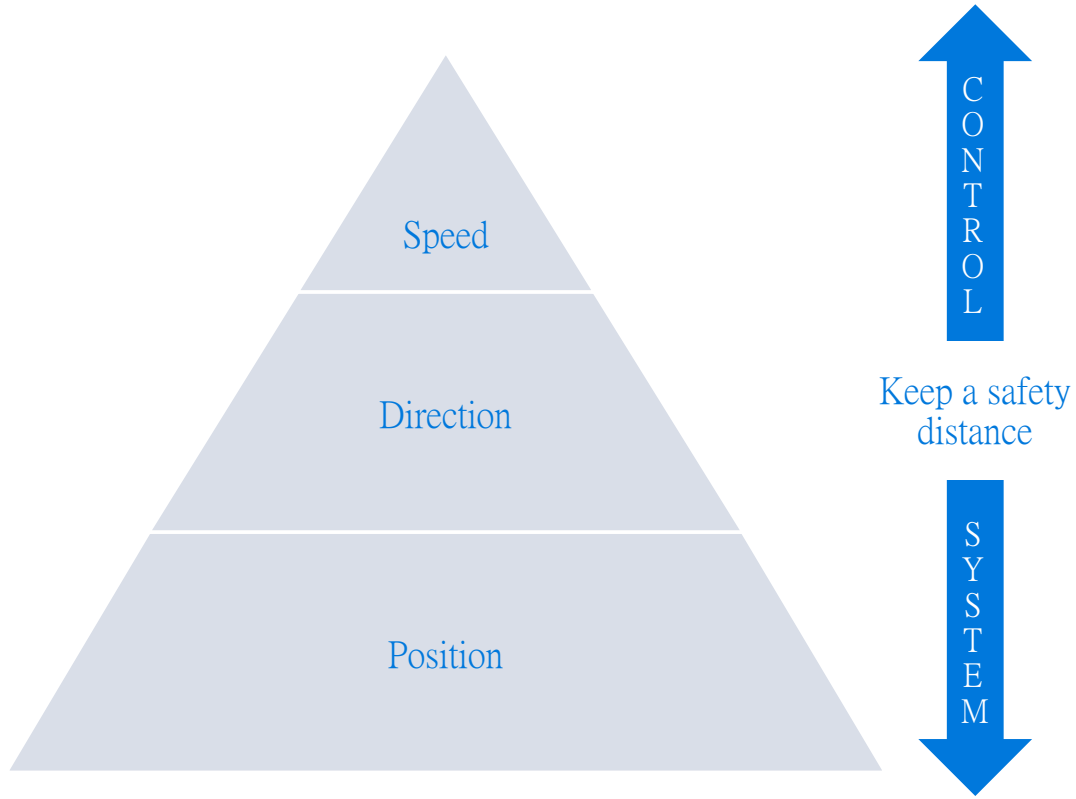 Speed
Direction
Position
CONTROL
Keep a safety
distance
SYSTEM